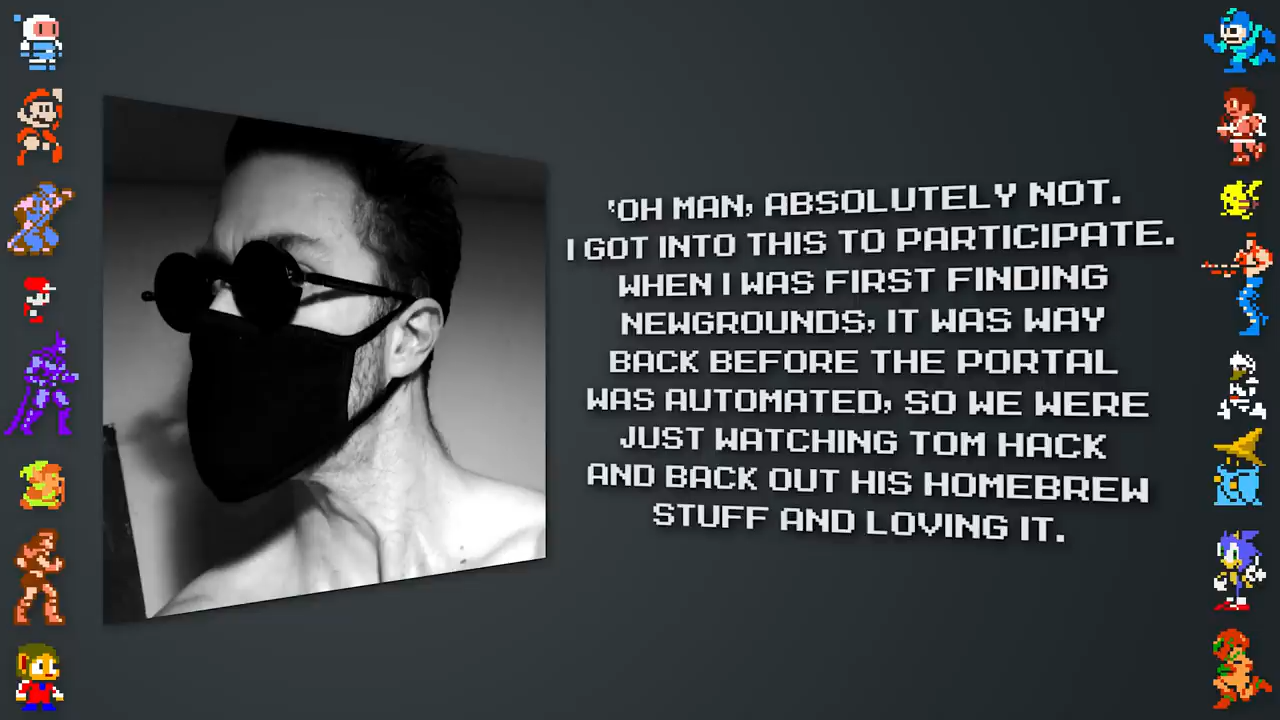 'OH MAN, ABSOLUTELY NOT.
I GOT INTO THIS TO PARTICIPATE.
WHEN I WAS FIRST FINDING
NEWGROUNDS, IT WAS WAY
BACK BEFORE THE PORTAL
WAS AUTOMATED, SO WE WERE
JUST WATCHING TOM HACK
AND BACK OUT HIS HOMEBREW
STUFF AND LOVING IT.